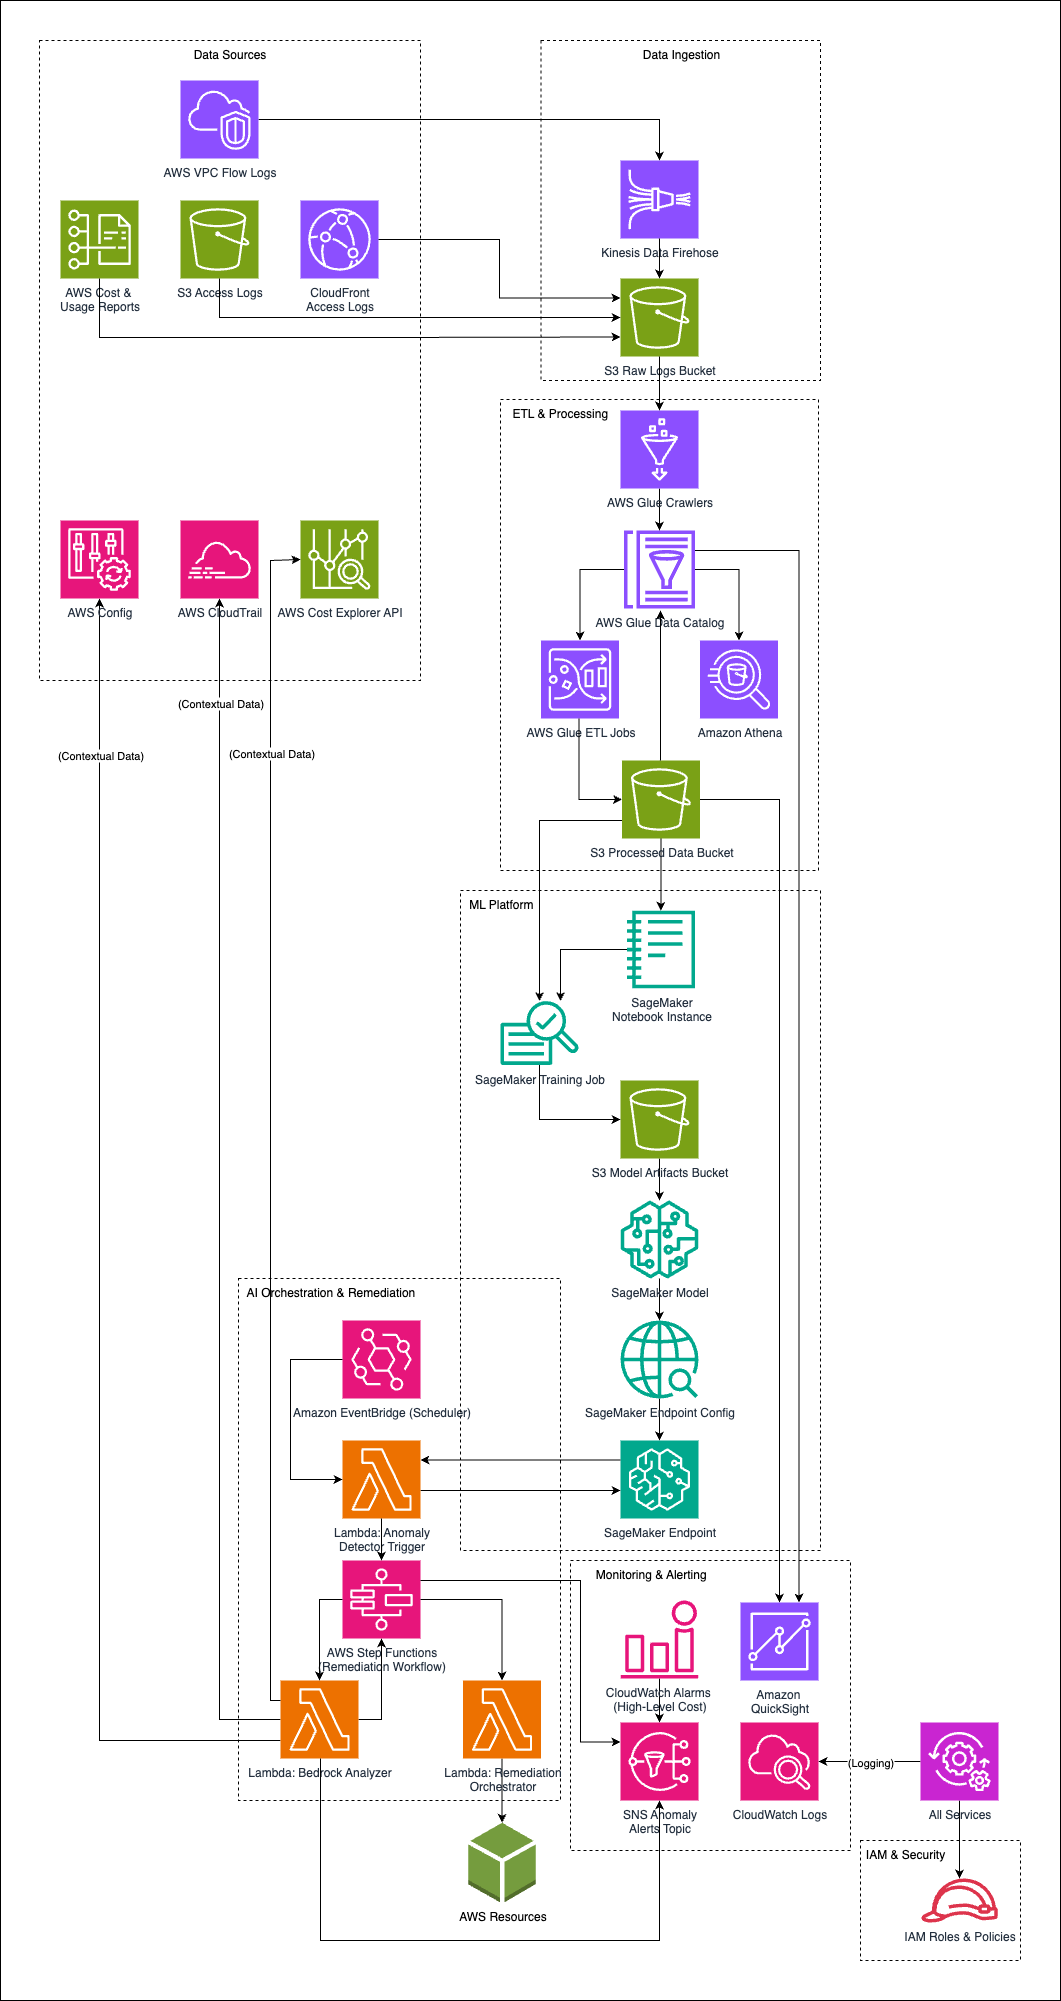 Data Sources
Data Ingestion
AWS VPC Flow Logs
Kinesis Data Firehose
AWS Cost &
Usage Reports
S3 Access Logs
CloudFront
Access Logs
S3 Raw Logs Bucket
ETL & Processing
AWS Glue Crawlers
AWS Config
AWS CloudTrail
AWS Cost Explorer API
AWS Glue Data Catalog
(Contextual Data)
(Contextual Data)
(Contextual Data)
AWS Glue ETL Jobs
Amazon Athena
S3 Processed Data Bucket
ML Platform
SageMaker
Notebook Instance
SageMaker Training Job
S3 Model Artifacts Bucket
SageMaker Model
AI Orchestration & Remediation
Amazon EventBridge (Scheduler)
SageMaker Endpoint Config
Lambda: Anomaly
Detector Trigger
SageMaker Endpoint
Monitoring & Alerting
AWS Step Functions
(Remediation Workflow)
CloudWatch Alarms
(High-Level Cost)
Amazon
QuickSight
Lambda: Bedrock Analyzer
Lambda: Remediation
Orchestrator
(Logging)
SNS Anomaly
Alerts Topic
CloudWatch Logs
All Services
IAM & Security
AWS Resources
IAM Roles & Policies